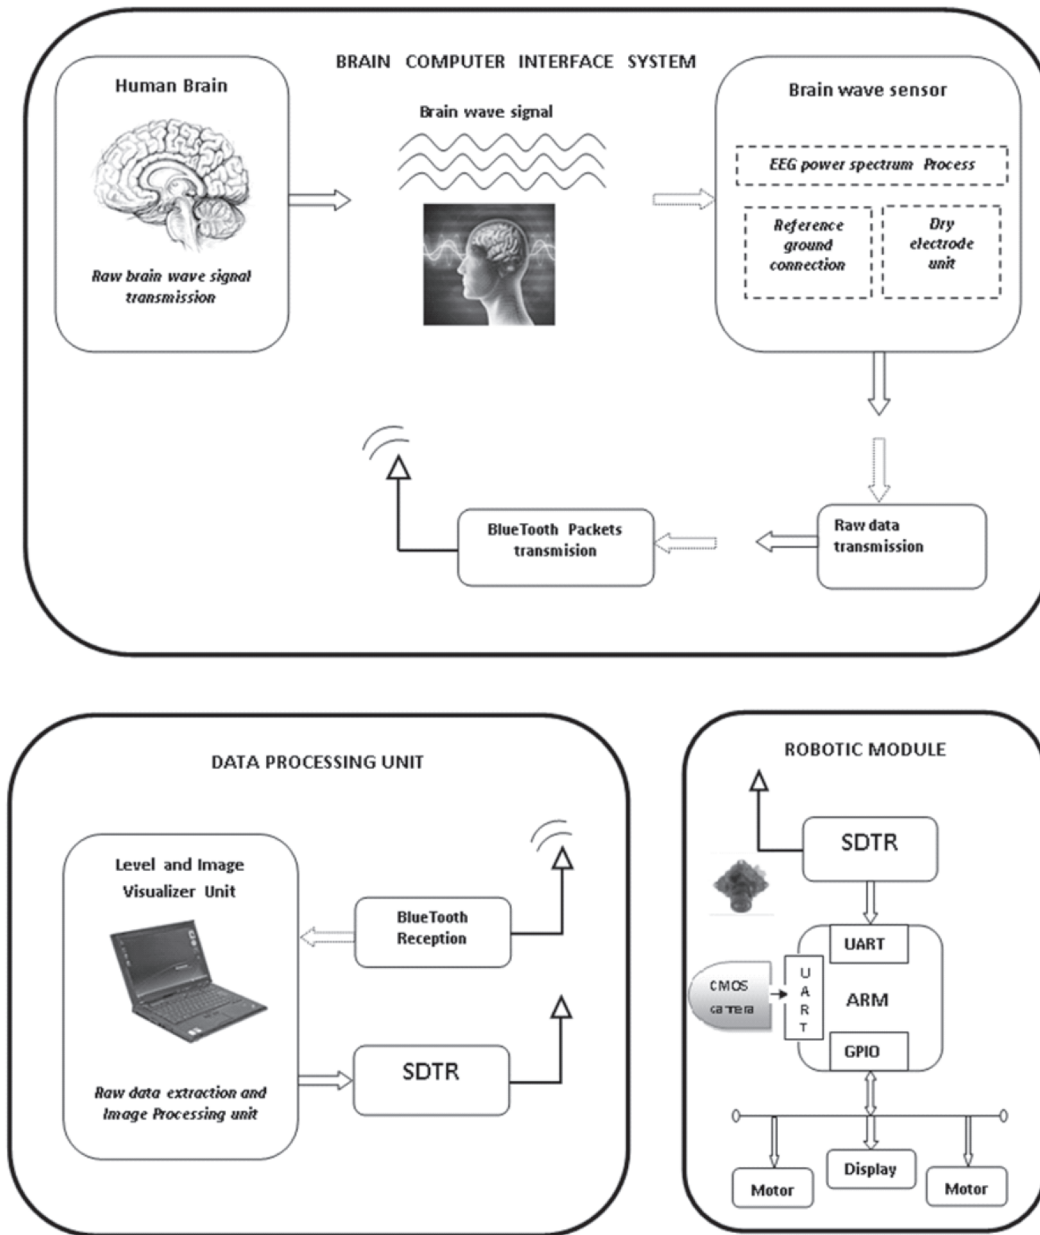 BRAIN COMPUTER INTERFACE SYSTEM
Human Brain
Raw brain wave signal
transmission
Brain wave signal
Brain wave sensor
EEG power spectrum Process
Reference
ground
connection
Dry
electrode
unit
BlueTooth Packets
transmision
Raw data
transmission
DATA PROCESSING UNIT
Level and Image
Visualizer Unit
Raw data extraction and
Image Processing unit
BlueTooth
Reception
SDTR
ROBOTIC MODULE
SDTR
UART
CMOS
camera
U
A
R
T
ARM
GPIO
Motor
Display
Motor